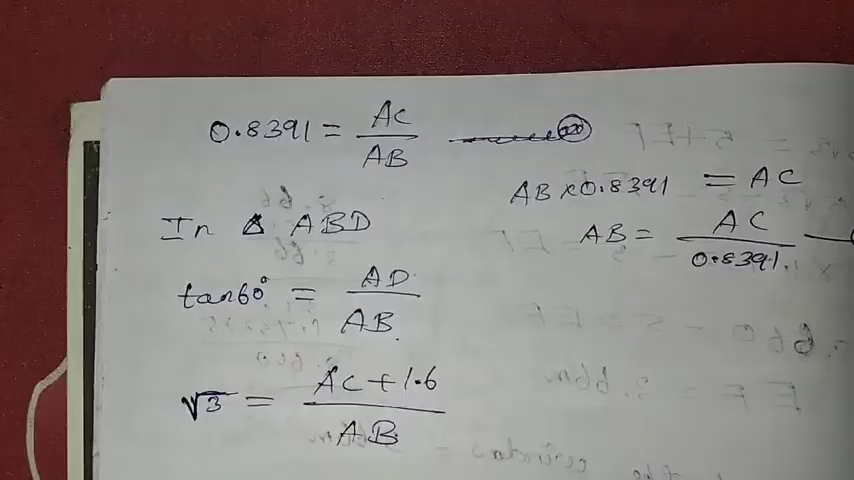 0.8391 = AC/AB
In Δ ABD
tan60° = AD/AB
√3 = AC+1.6/AB
AB×0.8391 = AC
AB = AC/0.8391